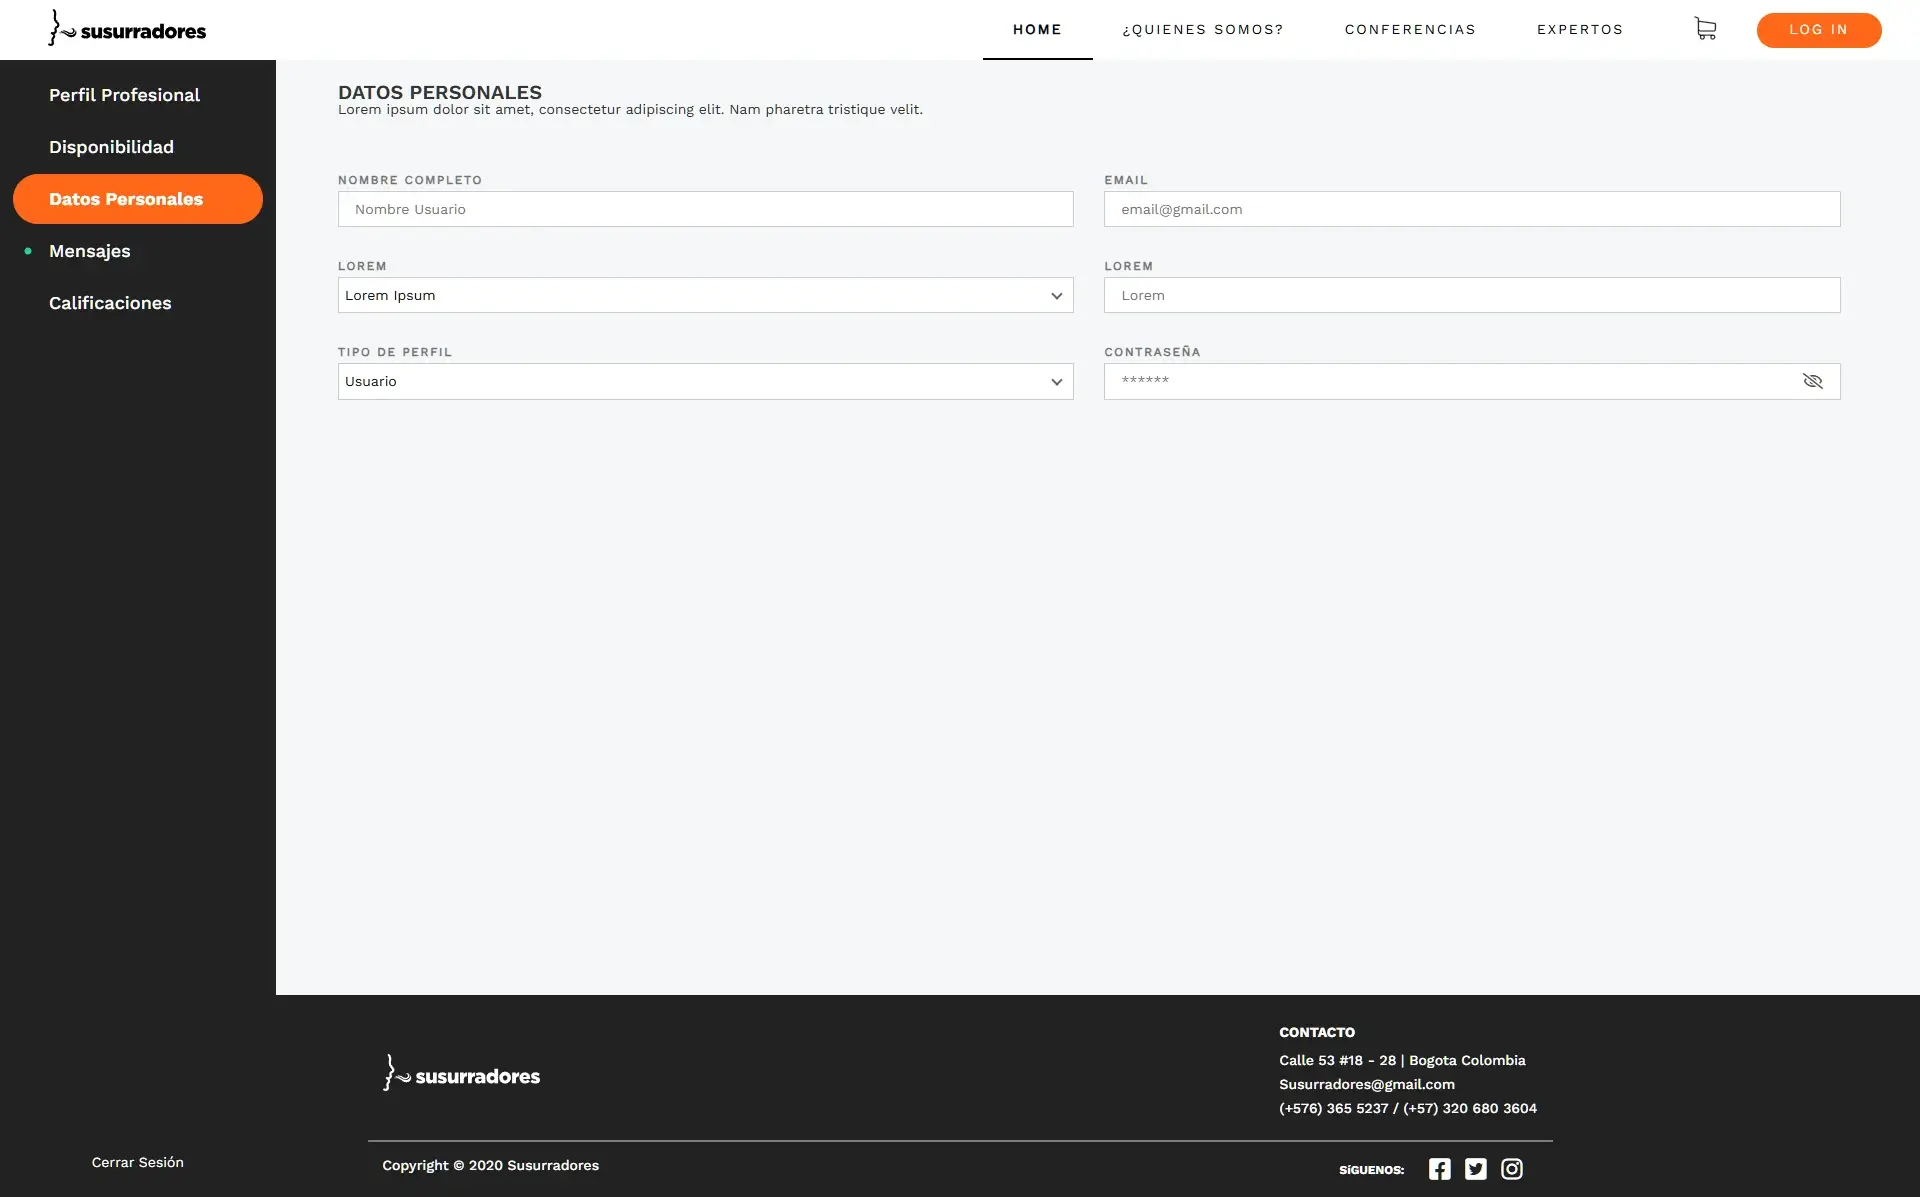 susurradores
HOME
¿QUIENES SOMOS?
CONFERENCIAS
EXPERTOS
LOG IN
Perfil Profesional
Disponibilidad
Datos Personales
Mensajes
Calificaciones
Cerrar Sesión
DATOS PERSONALES
Lorem ipsum dolor sit amet, consectetur adipiscing elit. Nam pharetra tristique velit.
NOMBRE COMPLETO
Nombre Usuario
EMAIL
email@gmail.com
LOREM
Lorem Ipsum
LOREM
Lorem
TIPO DE PERFIL
Usuario
CONTRASEÑA
******
susurradores
CONTACTO
Calle 53 #18 - 28 | Bogota Colombia
Susurradores@gmail.com
(+576) 365 5237 / (+57) 320 680 3604
Copyright © 2020 Susurradores
SíGUENOS: